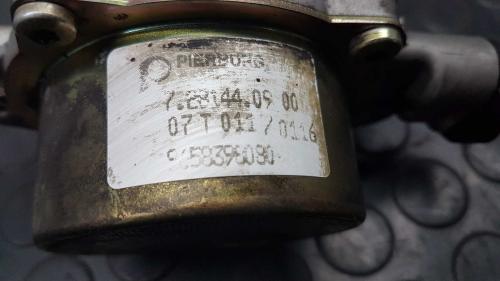 PIERBURG
7.28144.09 00
07 T 011 / 0116
9658396080